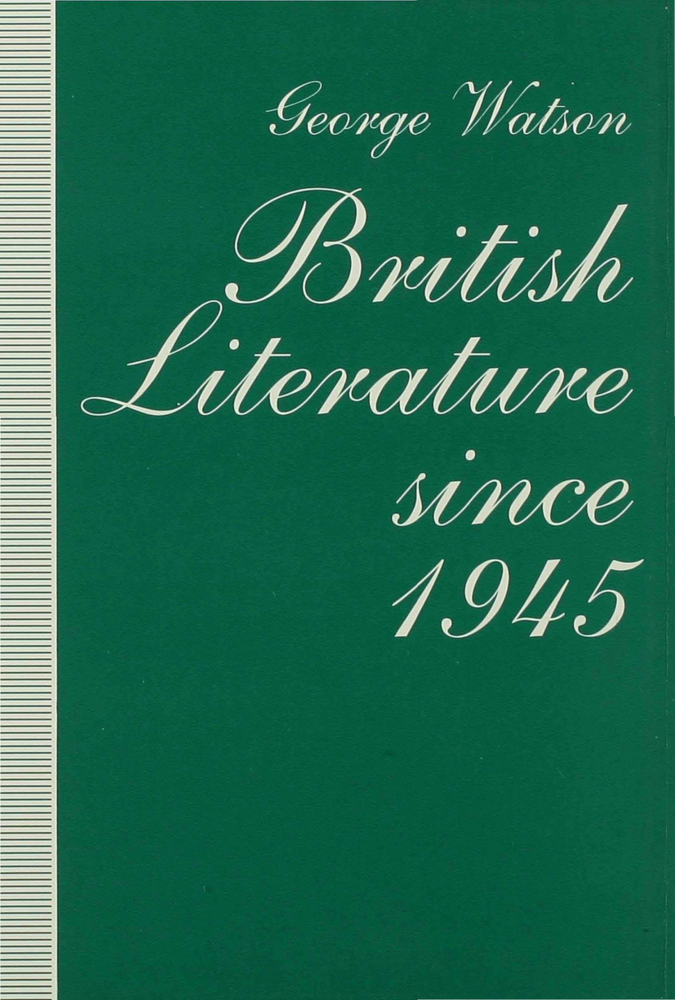 George Watson
British
Literature
since
1945